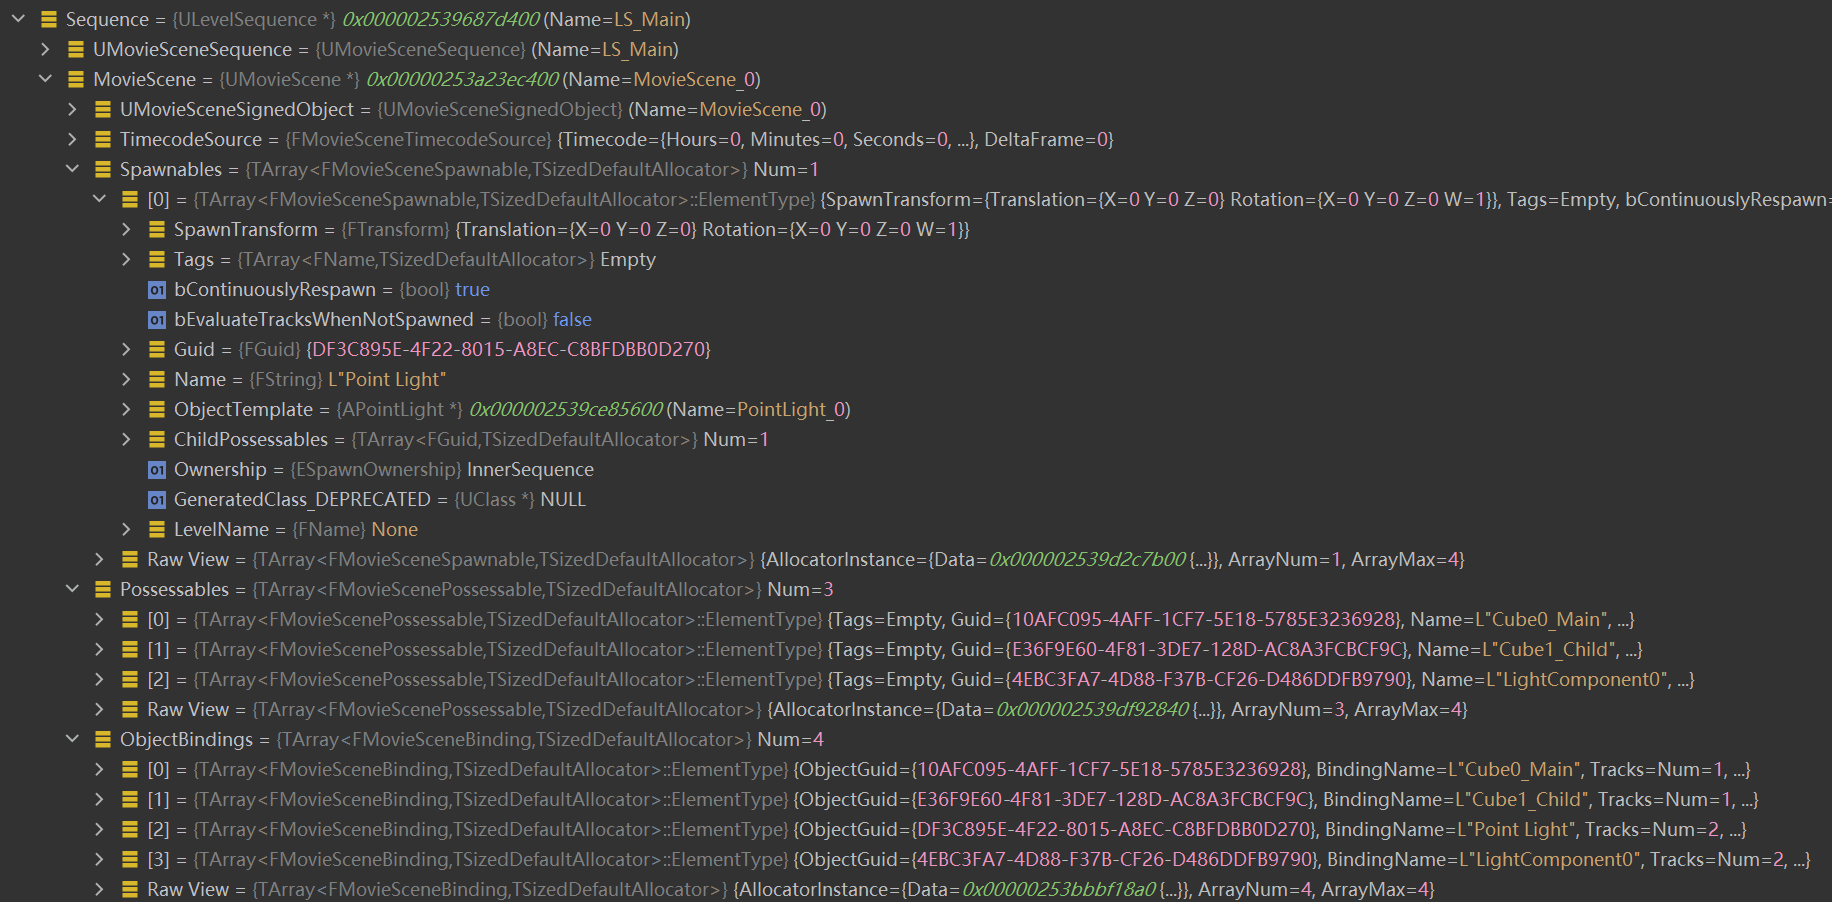 Sequence = {ULevelSequence *} 0x000002539687d400 (Name=LS_Main)
UMovieSceneSequence = {UMovieSceneSequence} (Name=LS_Main)
MovieScene = {UMovieScene *} 0x00000253a23ec400 (Name=MovieScene_0)
UMovieSceneSignedObject = {UMovieSceneSignedObject} (Name=MovieScene_0)
TimecodeSource = {FMovieSceneTimecodeSource} {Timecode={Hours=0, Minutes=0, Seconds=0, ...}, DeltaFrame=0}
Spawnables = {TArray<FMovieSceneSpawnable,TSizedDefaultAllocator>} Num=1
[0] = {TArray<FMovieSceneSpawnable,TSizedDefaultAllocator>::ElementType} {SpawnTransform={Translation={X=0 Y=0 Z=0} Rotation={X=0 Y=0 Z=0 W=1}}, Tags=Empty, bContinuouslyRespawn=
SpawnTransform = {FTransform} {Translation={X=0 Y=0 Z=0} Rotation={X=0 Y=0 Z=0 W=1}}
Tags = {TArray<FName,TSizedDefaultAllocator>} Empty
01 bContinuouslyRespawn = {bool} true
01 bEvaluateTracksWhenNotSpawned = {bool} false
Guid = {FGuid} {DF3C895E-4F22-8015-A8EC-C8BFDBB0D270}
Name = {FString} L"Point Light"
ObjectTemplate = {APointLight *} 0x000002539ce85600 (Name=PointLight_0)
ChildPossessables = {TArray<FGuid,TSizedDefaultAllocator>} Num=1
01 Ownership = {ESpawnOwnership} InnerSequence
01 GeneratedClass_DEPRECATED = {UClass *} NULL
LevelName = {FName} None
Raw View = {TArray<FMovieSceneSpawnable,TSizedDefaultAllocator>} {AllocatorInstance={Data=0x000002539d2c7b00 {...}}, ArrayNum=1, ArrayMax=4}
Possessables = {TArray<FMovieScenePossessable,TSizedDefaultAllocator>} Num=3
[0] = {TArray<FMovieScenePossessable,TSizedDefaultAllocator>::ElementType} {Tags=Empty, Guid={10AFC095-4AFF-1CF7-5E18-5785E3236928}, Name=L"Cube0_Main", ...}
[1] = {TArray<FMovieScenePossessable,TSizedDefaultAllocator>::ElementType} {Tags=Empty, Guid={E36F9E60-4F81-3DE7-128D-AC8A3FCBCF9C}, Name=L"Cube1_Child", ...}
[2] = {TArray<FMovieScenePossessable,TSizedDefaultAllocator>::ElementType} {Tags=Empty, Guid={4EBC3FA7-4D88-F37B-CF26-D486DDFB9790}, Name=L"LightComponent0", ...}
Raw View = {TArray<FMovieScenePossessable,TSizedDefaultAllocator>} {AllocatorInstance={Data=0x000002539df92840 {...}}, ArrayNum=3, ArrayMax=4}
ObjectBindings = {TArray<FMovieSceneBinding,TSizedDefaultAllocator>} Num=4
[0] = {TArray<FMovieSceneBinding,TSizedDefaultAllocator>::ElementType} {ObjectGuid={10AFC095-4AFF-1CF7-5E18-5785E3236928}, BindingName=L"Cube0_Main", Tracks=Num=1, ...}
[1] = {TArray<FMovieSceneBinding,TSizedDefaultAllocator>::ElementType} {ObjectGuid={E36F9E60-4F81-3DE7-128D-AC8A3FCBCF9C}, BindingName=L"Cube1_Child", Tracks=Num=1, ...}
[2] = {TArray<FMovieSceneBinding,TSizedDefaultAllocator>::ElementType} {ObjectGuid={DF3C895E-4F22-8015-A8EC-C8BFDBB0D270}, BindingName=L"Point Light", Tracks=Num=2, ...}
[3] = {TArray<FMovieSceneBinding,TSizedDefaultAllocator>::ElementType} {ObjectGuid={4EBC3FA7-4D88-F37B-CF26-D486DDFB9790}, BindingName=L"LightComponent0", Tracks=Num=2, ...}
Raw View = {TArray<FMovieSceneBinding,TSizedDefaultAllocator>} {AllocatorInstance={Data=0x00000253bbbf18a0 {...}}, ArrayNum=4, ArrayMax=4}